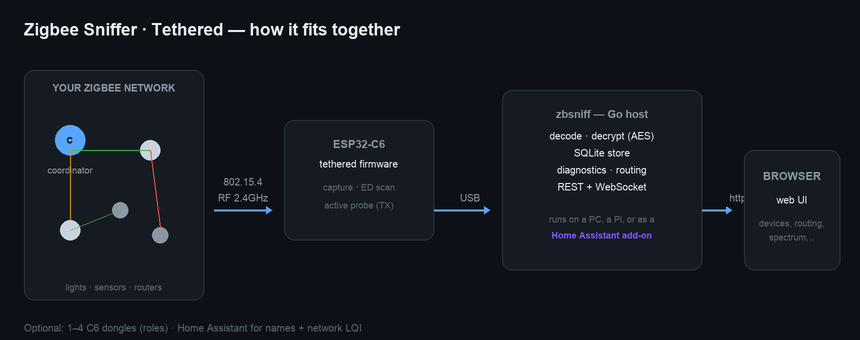 Zigbee Sniffer · Tethered — how it fits together
YOUR ZIGBEE NETWORK
C
coordinator
lights · sensors · routers
802.15.4
RF 2.4GHz
ESP32-C6
tethered firmware
capture · ED scan
active probe (TX)
USB
zbsniff — Go host
decode · decrypt (AES)
SQLite store
diagnostics · routing
REST + WebSocket
runs on a PC, a Pi, or as a
Home Assistant add-on
http
BROWSER
web UI
devices, routing,
spectrum…
Optional: 1–4 C6 dongles (roles) · Home Assistant for names + network LQI